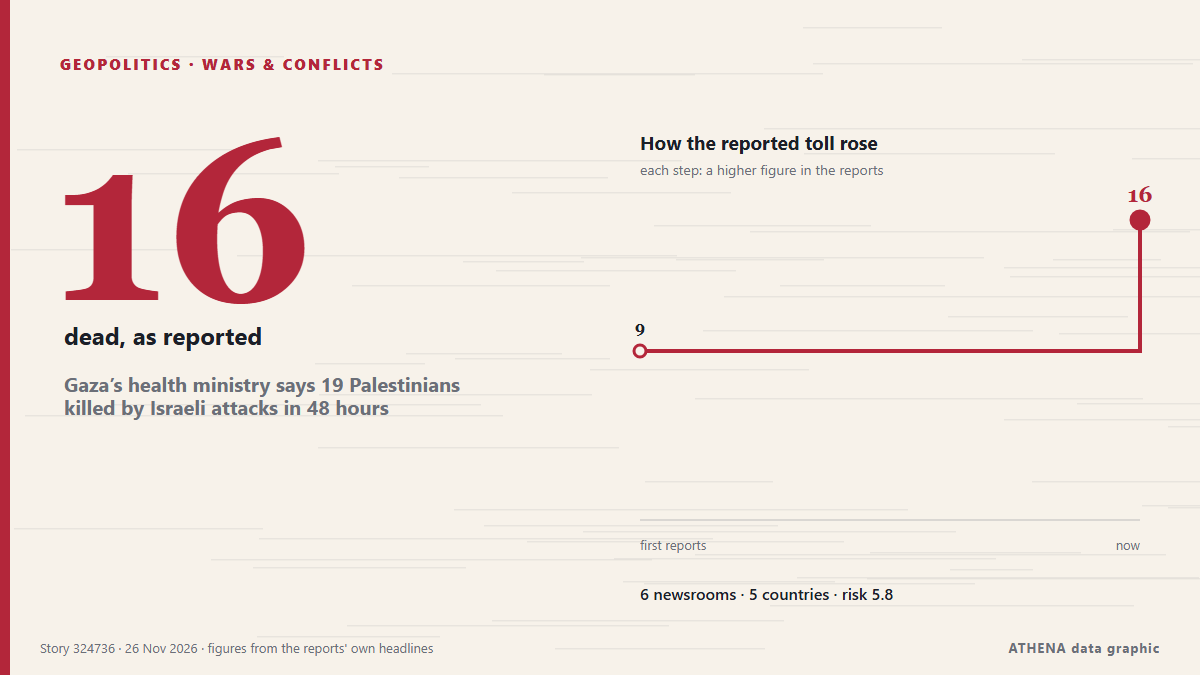 GEOPOLITICS · WARS & CONFLICTS
16
dead, as reported
Gaza’s health ministry says 19 Palestinians
killed by Israeli attacks in 48 hours
How the reported toll rose
each step: a higher figure in the reports
16
9
first reports
now
6 newsrooms · 5 countries · risk 5.8
Story 324736 · 26 Nov 2026 · figures from the reports' own headlines
ATHENA data graphic